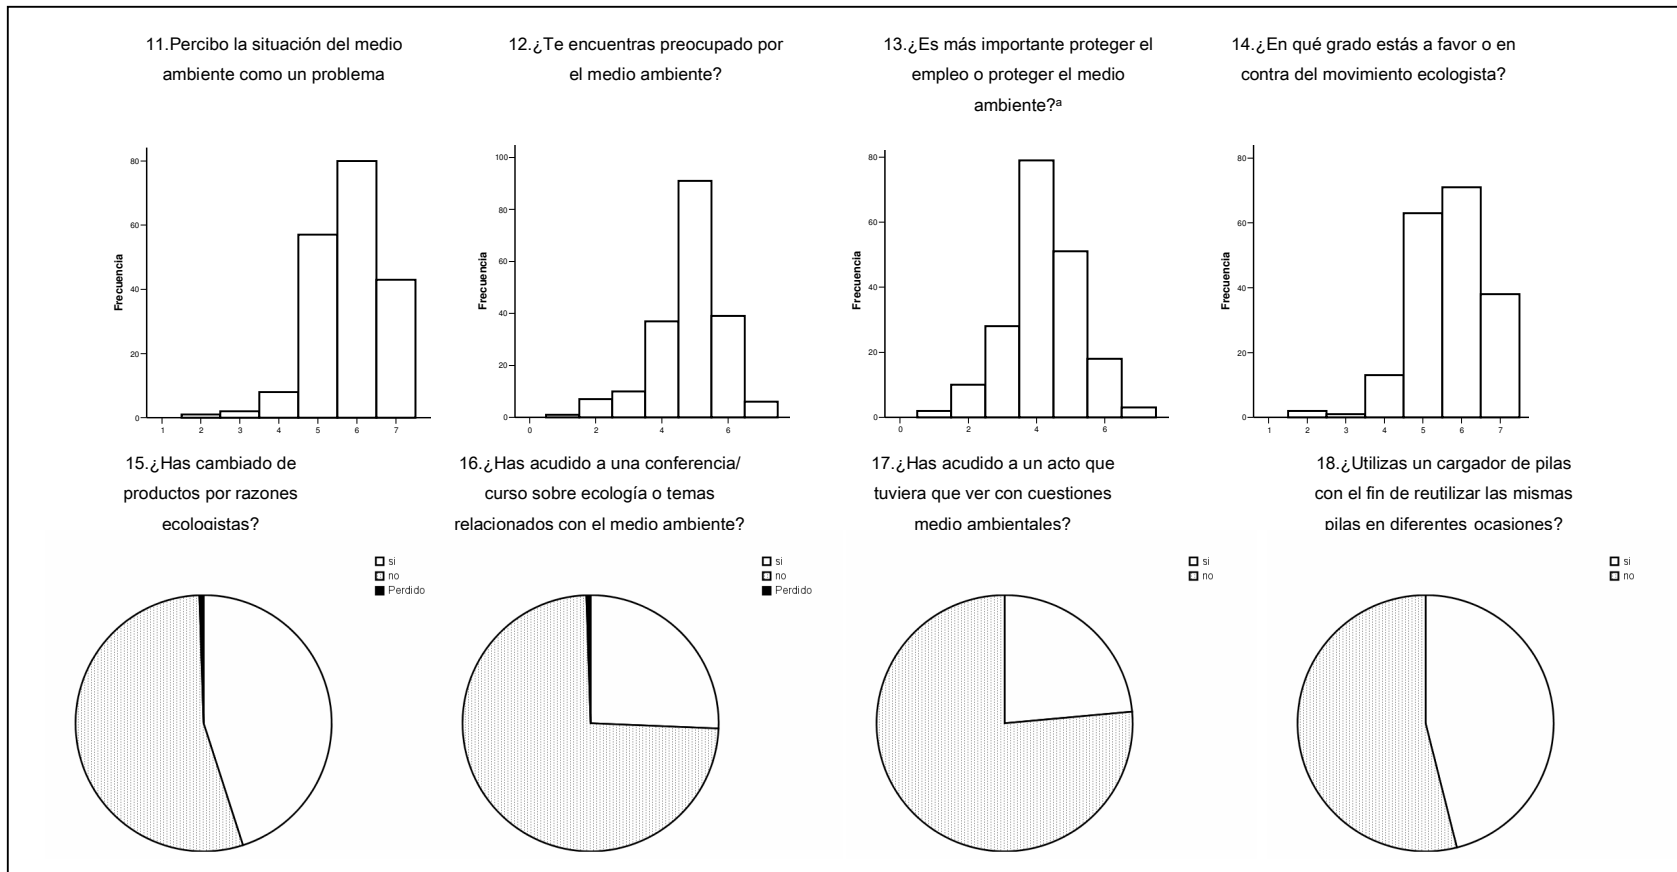 11.Percibo la situación del medio
ambiente como un problema
12.¿Te encuentras preocupado por
el medio ambiente?
13.¿Es más importante proteger el
empleo o proteger el medio
ambiente?ᵃ
14.¿En qué grado estás a favor o en
contra del movimiento ecologista?
80
60
40
20
0
Frecuencia
1 2 3 4 5 6 7
100
80
60
40
20
0
Frecuencia
0 2 4 6
80
60
40
20
0
Frecuencia
0 2 4 6
80
60
40
20
0
Frecuencia
1 2 3 4 5 6 7
15.¿Has cambiado de
productos por razones
ecologistas?
16.¿Has acudido a una conferencia/
curso sobre ecología o temas
relacionados con el medio ambiente?
17.¿Has acudido a un acto que
tuviera que ver con cuestiones
medio ambientales?
18.¿Utilizas un cargador de pilas
con el fin de reutilizar las mismas
pilas en diferentes ocasiones?
si
no
Perdido
si
no
Perdido
si
no
si
no